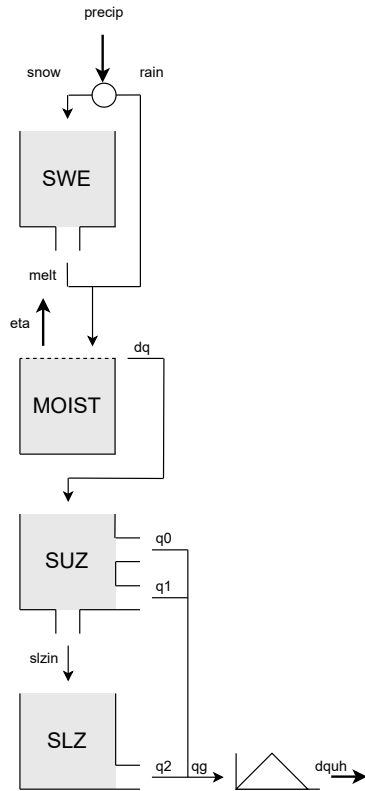 precip
snow
rain
SWE
melt
eta
dq
MOIST
q0
SUZ
q1
slzin
SLZ
q2
qg
dquh